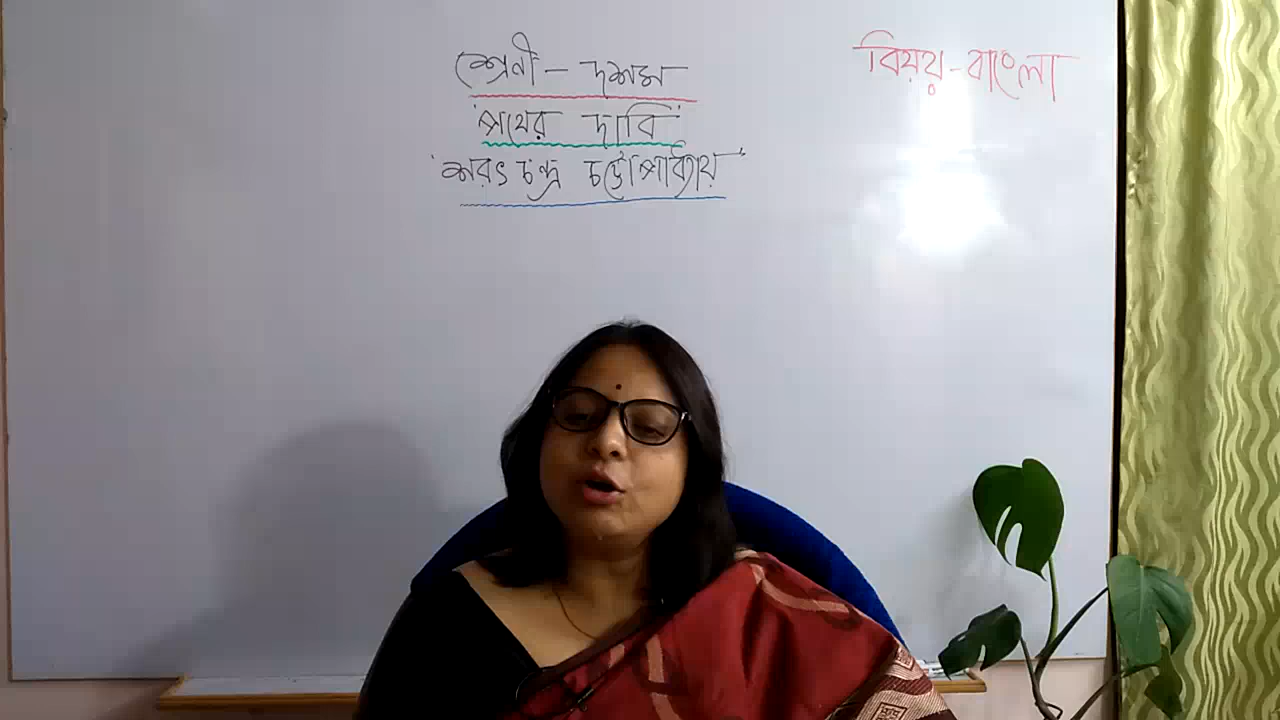 শ্রেণী - দশম
বিষয় - বাংলা
'পথের দাবি'
'শরৎ চন্দ্র চট্টোপাধ্যায়'